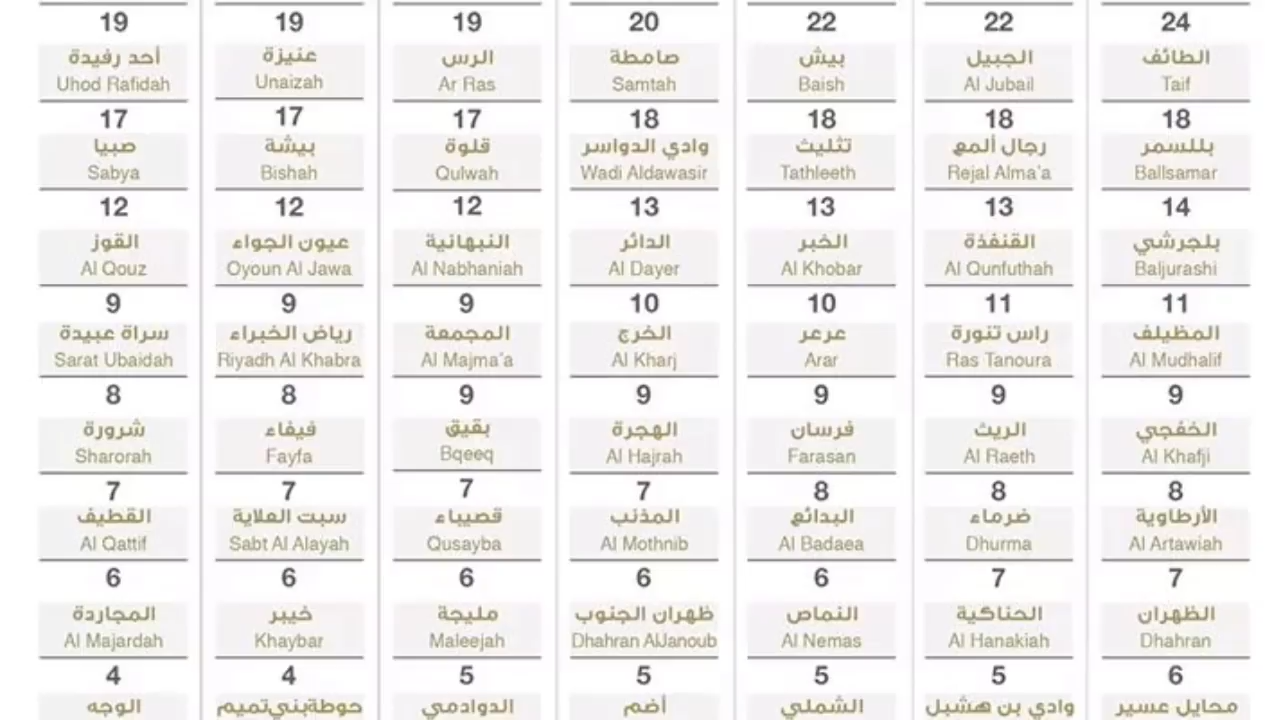 24 22 22 20 19 19 19
الطائف الجبيل بيش صامطة الرس عنيزة أحد رفيدة
Taif Al Jubail Baish Samtah Ar Ras Unaizah Uhod Rafidah
18 18 18 18 17 17 17
بللسمر رجال ألمع تثليث وادي الدواسر قلوة بيشة صبيا
Ballsamar Rejal Alma'a Tathleeth Wadi Aldawasir Qulwah Bishah Sabya
14 13 13 13 12 12 12
بلجرشي القنفذة الخبر الدائر النبهانية عيون الجواء القوز
Baljurashi Al Qunfuthah Al Khobar Al Dayer Al Nabhaniah Oyoun Al Jawa Al Qouz
11 11 10 10 9 9 9
المظيلف راس تنورة عرعر الخرج المجمعة رياض الخبراء سراة عبيدة
Al Mudhalif Ras Tanoura Arar Al Kharj Al Majma'a Riyadh Al Khabra Sarat Ubaidah
9 9 9 9 9 8 8
الخفجي الريث فرسان الهجرة بقيق فيفاء شرورة
Al Khafji Al Raeth Farasan Al Hajrah Bqeeq Fayfa Sharorah
8 8 8 7 7 7 7
الأرطاوية ضرماء البدائع المذنب قصيباء سبت العلاية القطيف
Al Artawiah Dhurma Al Badaea Al Mothnib Qusayba Sabt Al Alayah Al Qattif
7 7 6 6 6 6 6
الظهران الحناكية النماص ظهران الجنوب مليجة خيبر المجاردة
Dhahran Al Hanakiah Al Nemas Dhahran AlJanoub Maleejah Khaybar Al Majardah
6 5 5 5 5 4 4
محايل عسير وادي بن هشبل الشملي أضم الدوادمي حوطة بني تميم الوجه